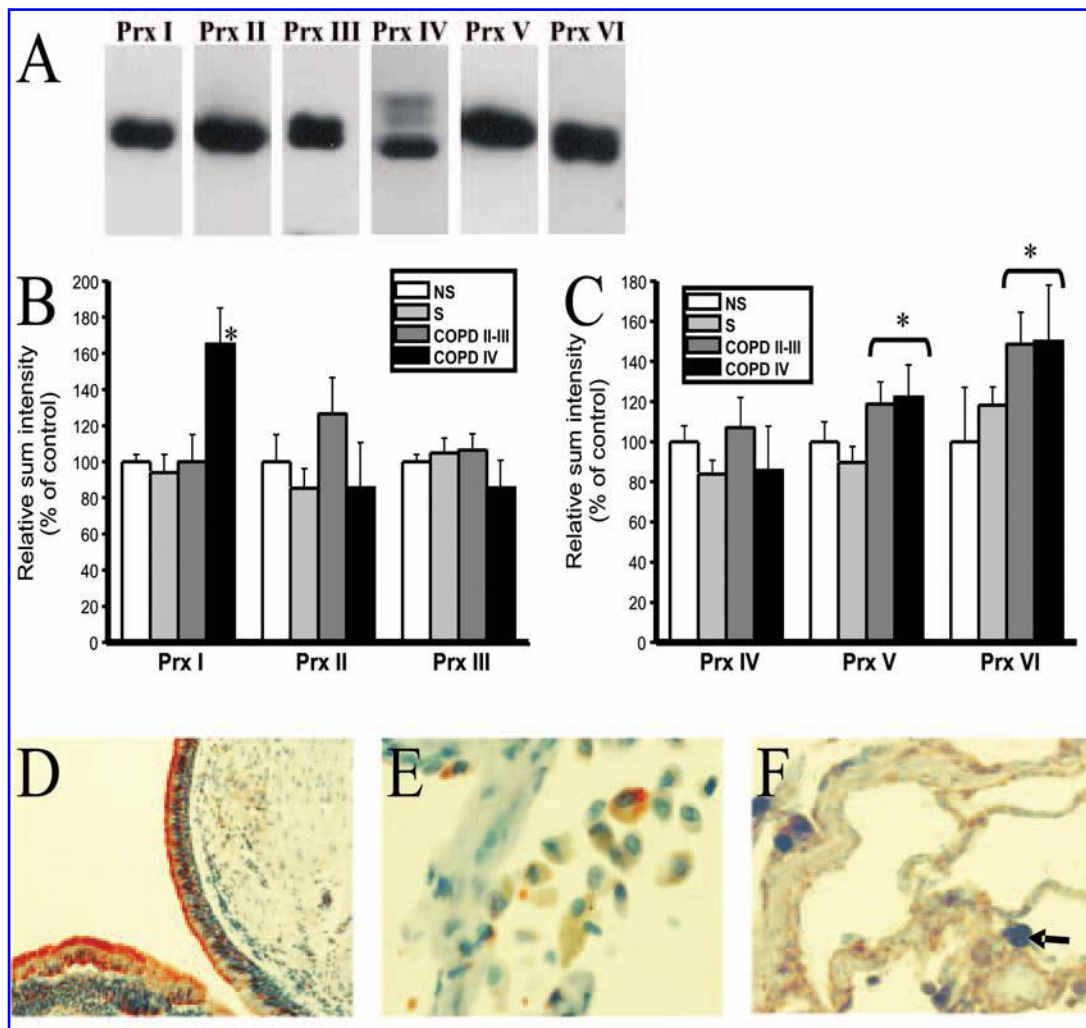 A
Prx I Prx II Prx III Prx IV Prx V Prx VI
B
Relative sum intensity
(% of control)
200
180
160
140
120
100
80
60
40
20
0
NS
S
COPD II-III
COPD IV
*
Prx I Prx II Prx III
C
Relative sum intensity
(% of control)
180
160
140
120
100
80
60
40
20
0
NS
S
COPD II-III
COPD IV
*
*
Prx IV Prx V Prx VI
D
E
F